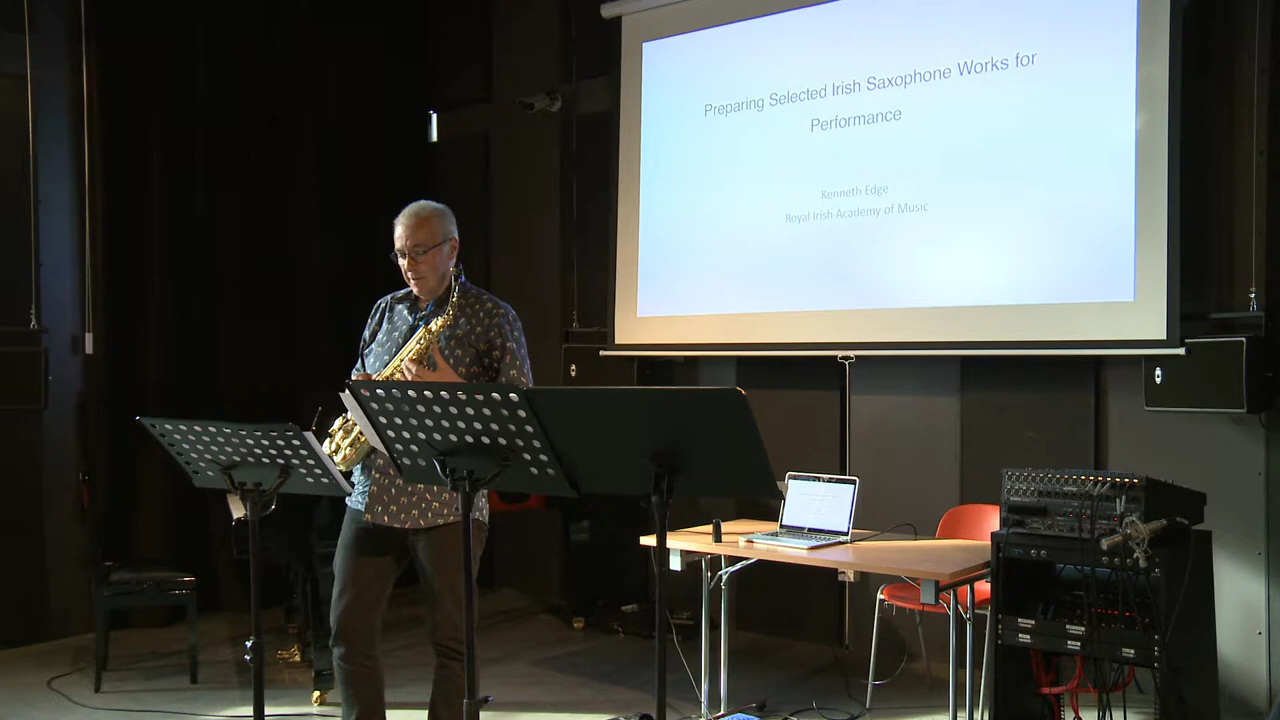 Preparing Selected Irish Saxophone Works for
Performance
Kenneth Edge
Royal Irish Academy of Music